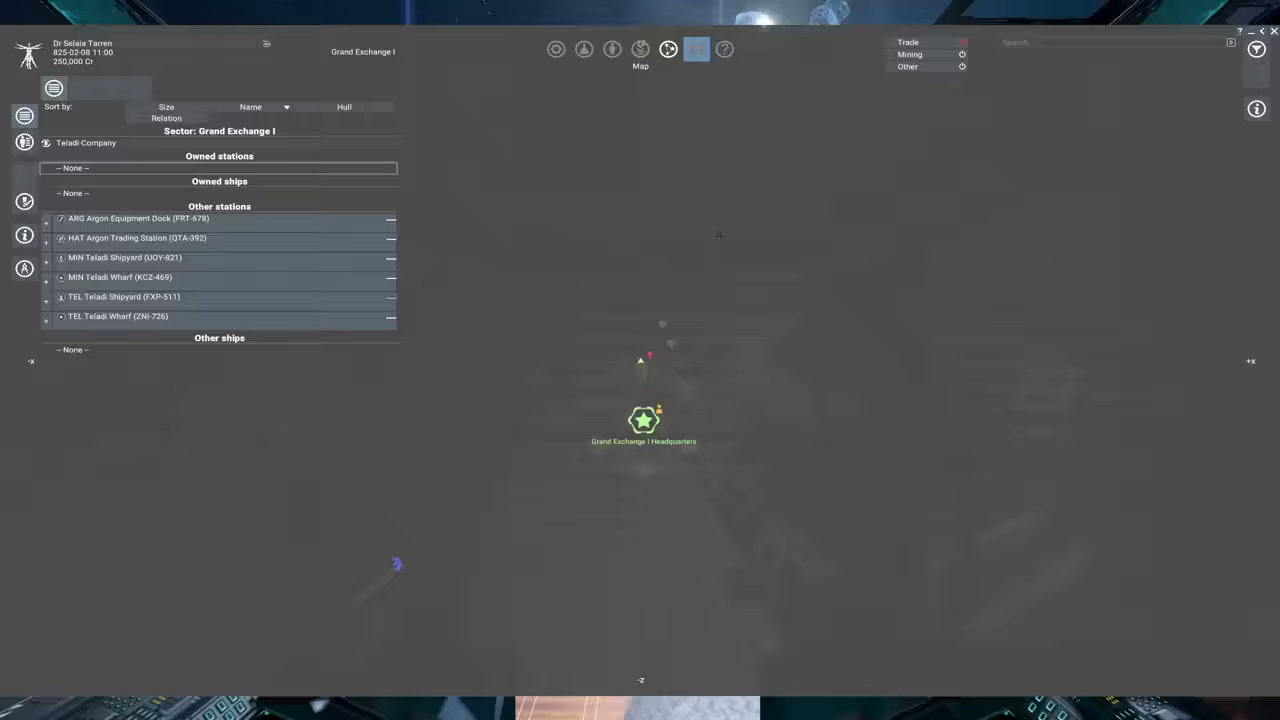 Dr Selaia Tarren
825-02-08 11:00
250,000 Cr
Grand Exchange I
Map
Trade
Mining
Other
Search
Sort by:
Size
Name
Hull
Relation
Sector: Grand Exchange I
Teladi Company
Owned stations
-- None --
Owned ships
-- None --
Other stations
ARG Argon Equipment Dock (FRT-678)
HAT Argon Trading Station (QTA-392)
MIN Teladi Shipyard (UOY-821)
MIN Teladi Wharf (KCZ-469)
TEL Teladi Shipyard (FXP-511)
TEL Teladi Wharf (ZNI-726)
Other ships
-- None --
-x
+x
Grand Exchange I Headquarters
-z